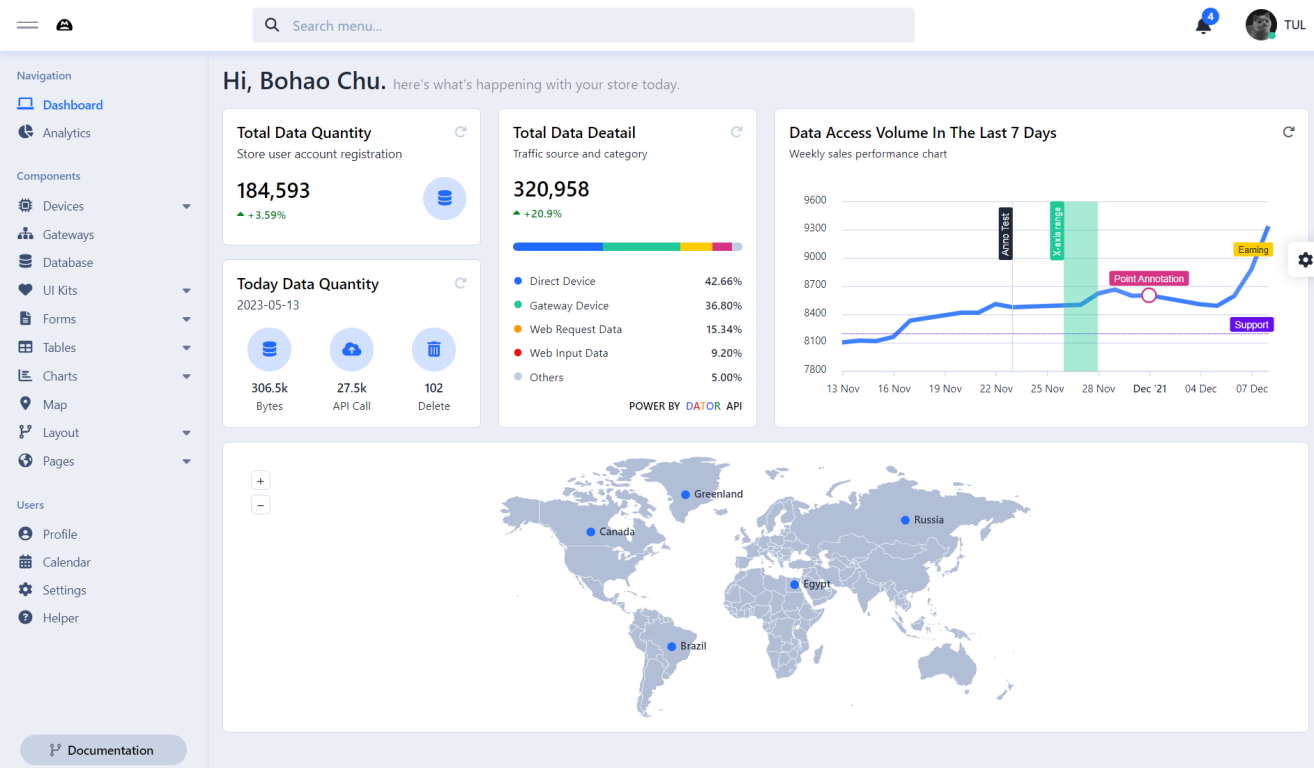 Search menu...
4
TUL
Navigation
Dashboard
Analytics
Components
Devices
Gateways
Database
UI Kits
Forms
Tables
Charts
Map
Layout
Pages
Users
Profile
Calendar
Settings
Helper
Documentation
Hi, Bohao Chu. here's what's happening with your store today.
Total Data Quantity
Store user account registration
184,593
+3.59%
Today Data Quantity
2023-05-13
306.5k 27.5k 102
Bytes API Call Delete
Total Data Deatail
Traffic source and category
320,958
+20.9%
Direct Device 42.66%
Gateway Device 36.80%
Web Request Data 15.34%
Web Input Data 9.20%
Others 5.00%
POWER BY DATOR API
Data Access Volume In The Last 7 Days
Weekly sales performance chart
9600
9300
9000
8700
8400
8100
7800
Anno Test
X-axis range
Earning
Point Annotation
Support
13 Nov 16 Nov 19 Nov 22 Nov 25 Nov 28 Nov Dec '21 04 Dec 07 Dec
+
−
Greenland
Canada
Russia
Egypt
Brazil